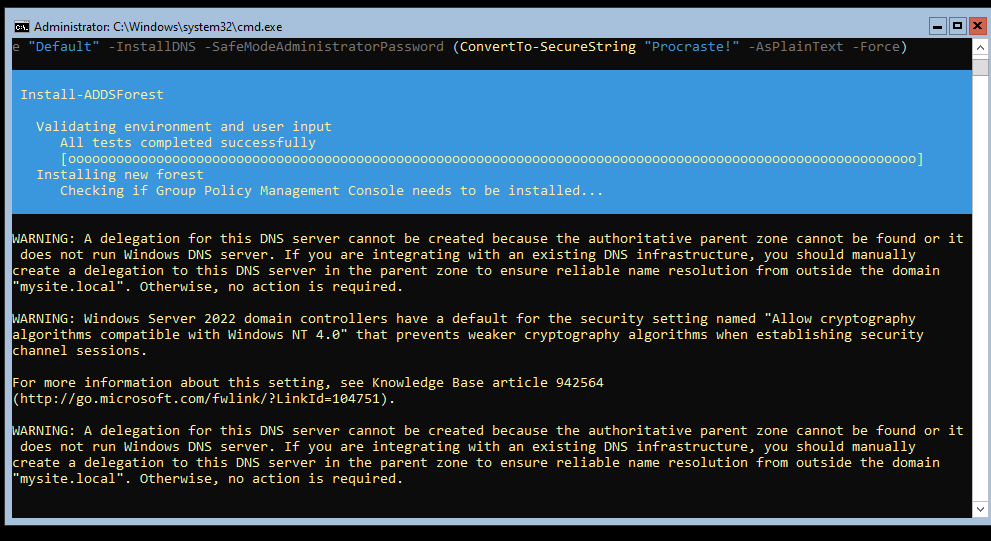 Administrator: C:\Windows\system32\cmd.exe
e "Default" -InstallDNS -SafeModeAdministratorPassword (ConvertTo-SecureString "Procraste!" -AsPlainText -Force)
Install-ADDSForest
Validating environment and user input
All tests completed successfully
[oooooooooooooooooooooooooooooooooooooooooooooooooooooooooooooooooooooooooooooooooooooooooooooooooooooooooo]
Installing new forest
Checking if Group Policy Management Console needs to be installed...
WARNING: A delegation for this DNS server cannot be created because the authoritative parent zone cannot be found or it
does not run Windows DNS server. If you are integrating with an existing DNS infrastructure, you should manually
create a delegation to this DNS server in the parent zone to ensure reliable name resolution from outside the domain
"mysite.local". Otherwise, no action is required.
WARNING: Windows Server 2022 domain controllers have a default for the security setting named "Allow cryptography
algorithms compatible with Windows NT 4.0" that prevents weaker cryptography algorithms when establishing security
channel sessions.
For more information about this setting, see Knowledge Base article 942564
(http://go.microsoft.com/fwlink/?LinkId=104751).
WARNING: A delegation for this DNS server cannot be created because the authoritative parent zone cannot be found or it
does not run Windows DNS server. If you are integrating with an existing DNS infrastructure, you should manually
create a delegation to this DNS server in the parent zone to ensure reliable name resolution from outside the domain
"mysite.local". Otherwise, no action is required.